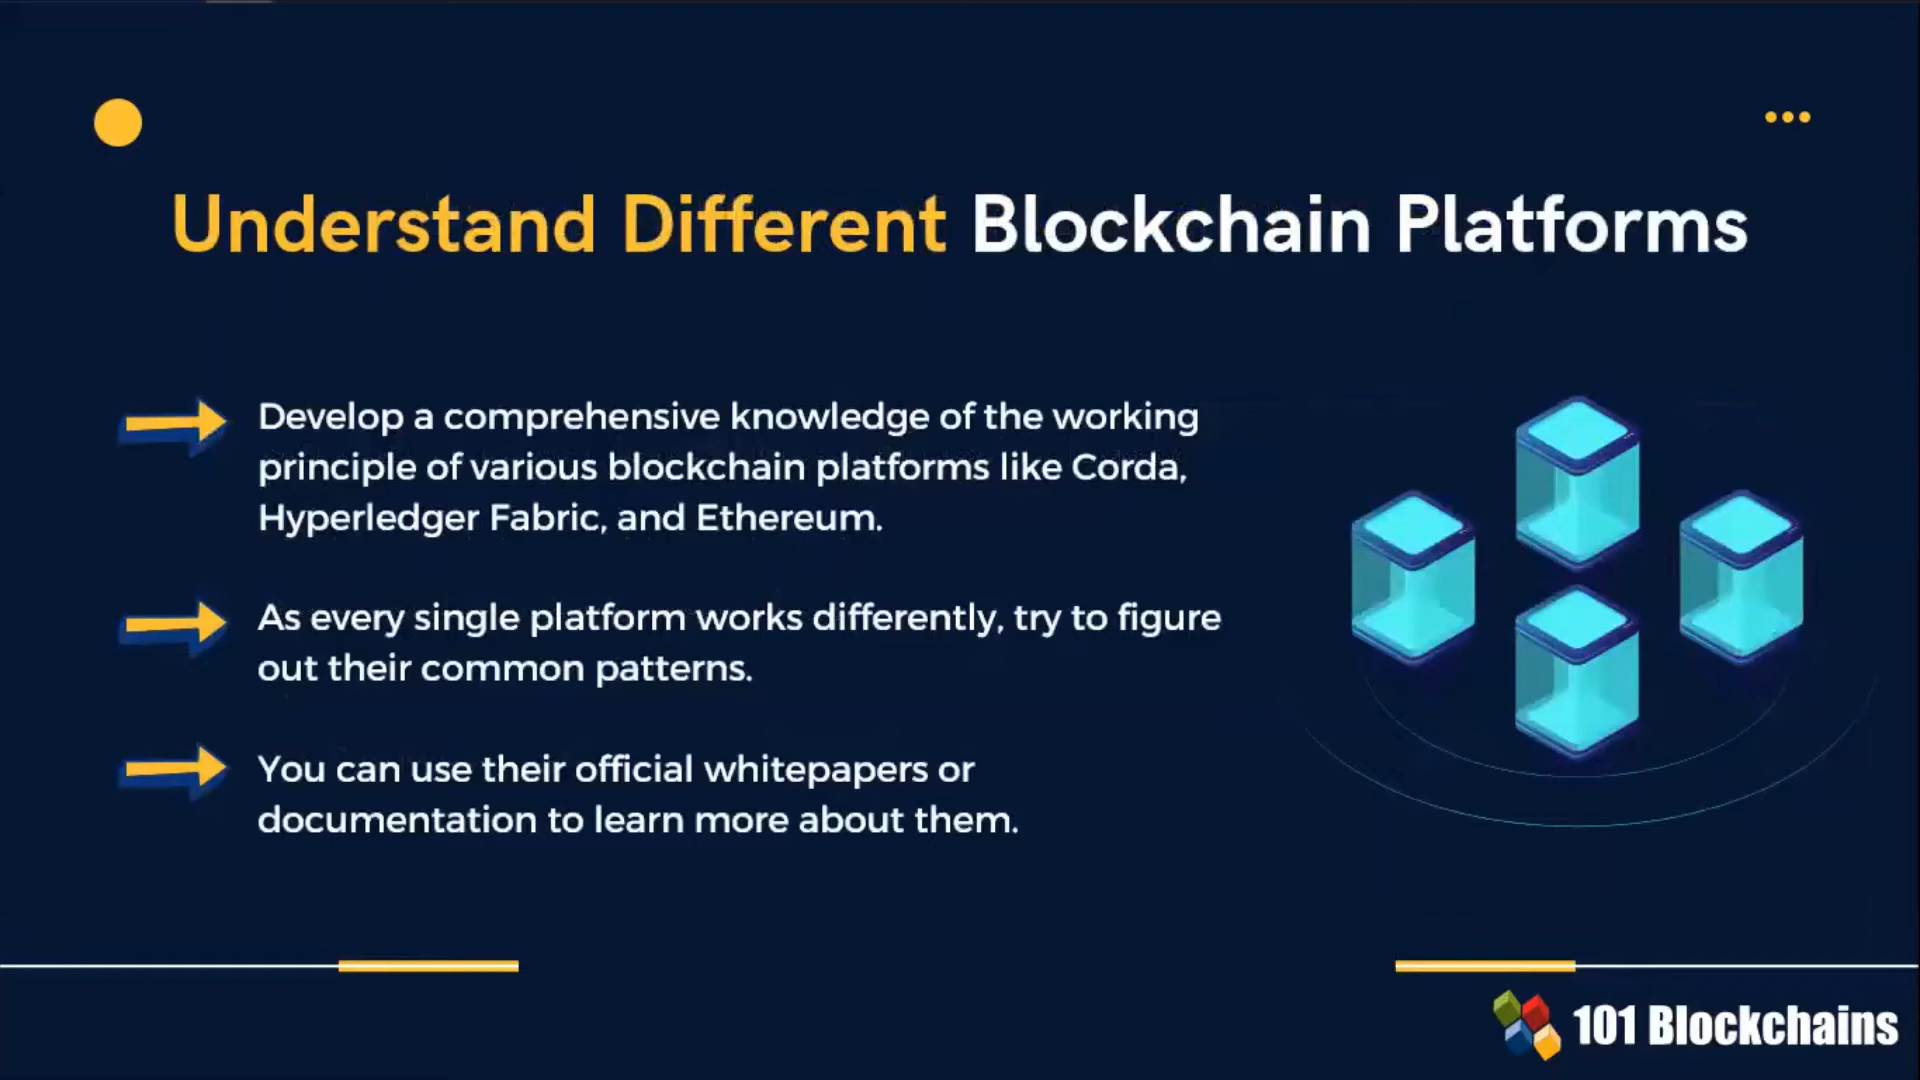 Understand Different Blockchain Platforms
Develop a comprehensive knowledge of the working
principle of various blockchain platforms like Corda,
Hyperledger Fabric, and Ethereum.
As every single platform works differently, try to figure
out their common patterns.
You can use their official whitepapers or
documentation to learn more about them.
101 Blockchains